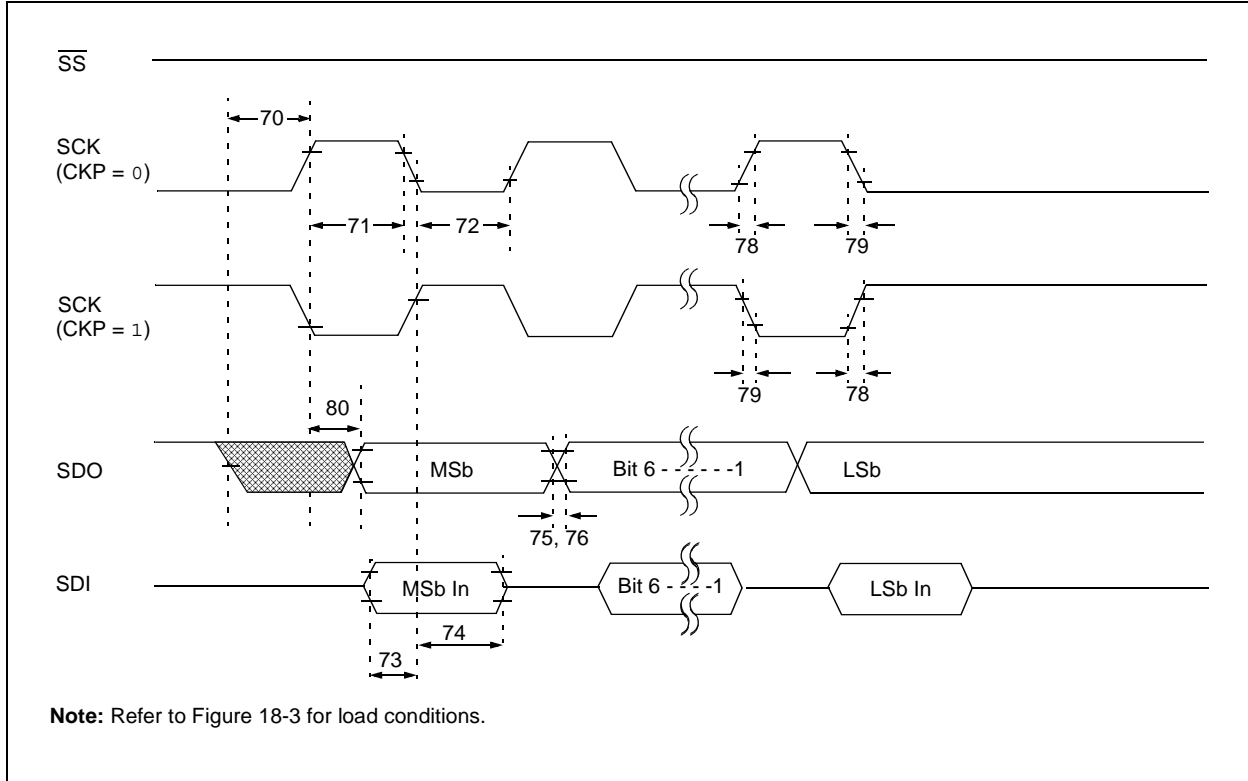 SS
70
SCK
(CKP = 0)
71
72
78
79
SCK
(CKP = 1)
79
78
80
SDO
MSb
Bit 6 - - - - - - -1
LSb
75, 76
SDI
MSb In
Bit 6 - - - - -1
LSb In
74
73
Note: Refer to Figure 18-3 for load conditions.